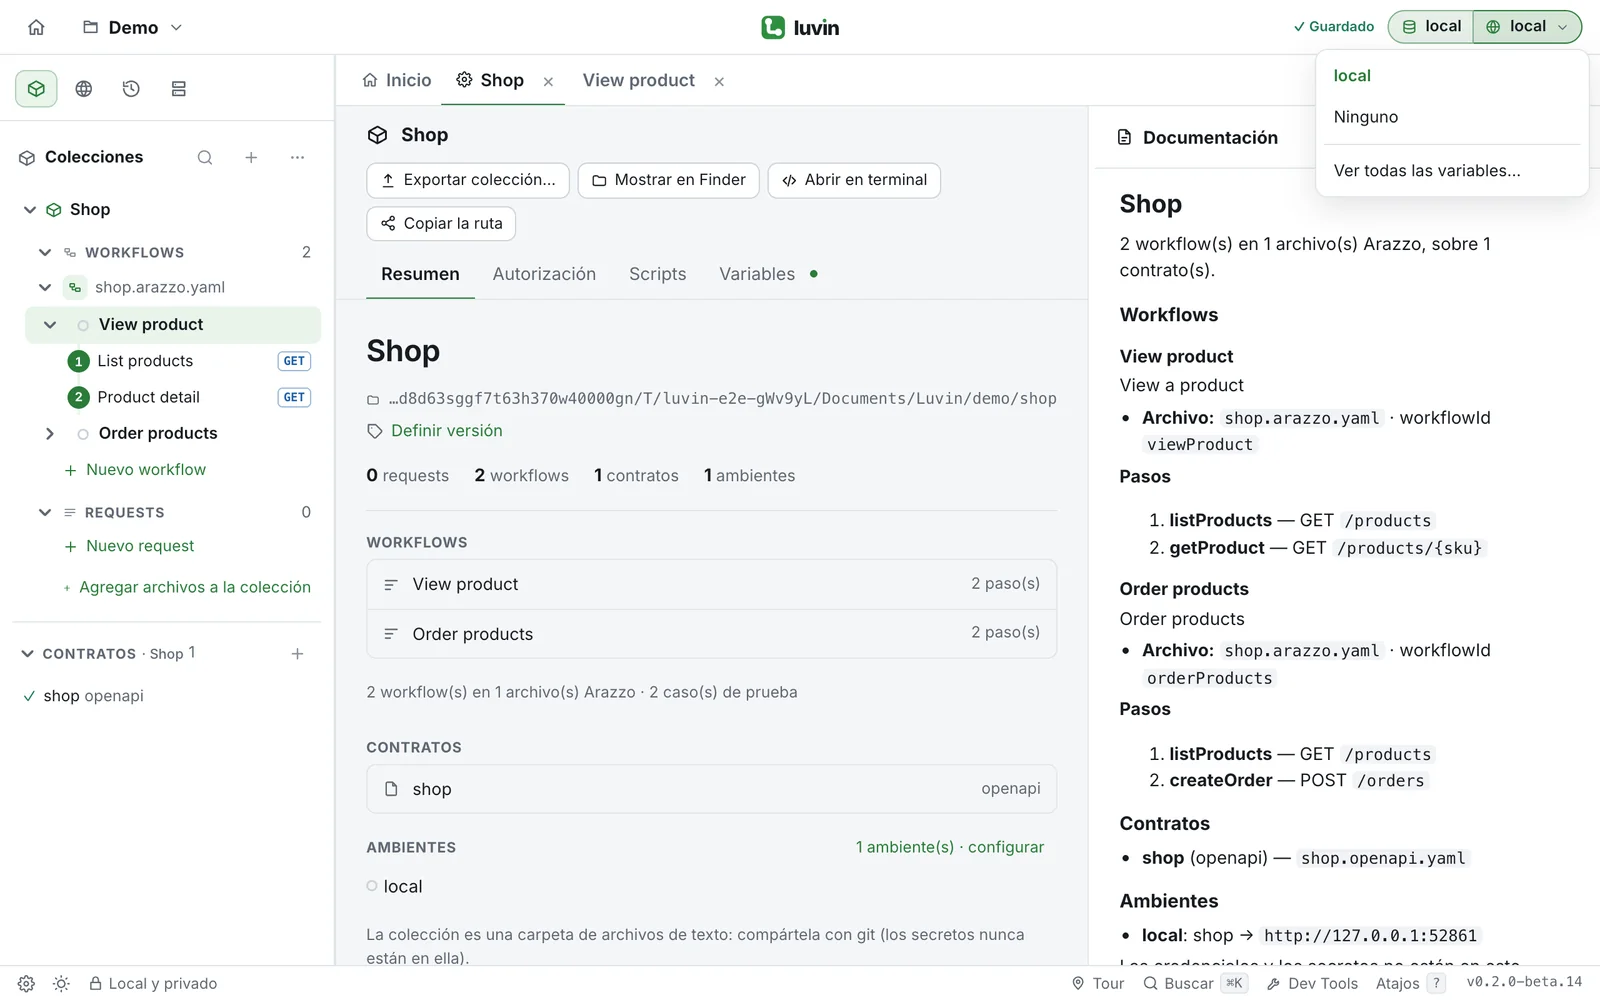 Demo
luvin
Guardado
local
local
local
Ninguno
Ver todas las variables...
Colecciones
Shop
WORKFLOWS 2
shop.arazzo.yaml
View product
1 List products GET
2 Product detail GET
Order products
+ Nuevo workflow
REQUESTS 0
+ Nuevo request
+ Agregar archivos a la colección
CONTRATOS · Shop 1
shop openapi
Inicio
Shop
View product
Shop
Exportar colección...
Mostrar en Finder
Abrir en terminal
Copiar la ruta
Resumen
Autorización
Scripts
Variables
Shop
…d8d63sggf7t63h370w40000gn/T/luvin-e2e-gWv9yL/Documents/Luvin/demo/shop
Definir versión
0 requests 2 workflows 1 contratos 1 ambientes
WORKFLOWS
View product 2 paso(s)
Order products 2 paso(s)
2 workflow(s) en 1 archivo(s) Arazzo · 2 caso(s) de prueba
CONTRATOS
shop openapi
AMBIENTES 1 ambiente(s) · configurar
local
La colección es una carpeta de archivos de texto: compártela con git (los secretos nunca
están en ella).
Documentación
Shop
2 workflow(s) en 1 archivo(s) Arazzo, sobre 1
contrato(s).
Workflows
View product
View a product
• Archivo: shop.arazzo.yaml · workflowId
viewProduct
Pasos
1. listProducts — GET /products
2. getProduct — GET /products/{sku}
Order products
Order products
• Archivo: shop.arazzo.yaml · workflowId
orderProducts
Pasos
1. listProducts — GET /products
2. createOrder — POST /orders
Contratos
• shop (openapi) — shop.openapi.yaml
Ambientes
• local: shop → http://127.0.0.1:52861
Local y privado
Tour
Buscar ⌘K
Dev Tools
Atajos ?
v0.2.0-beta.14